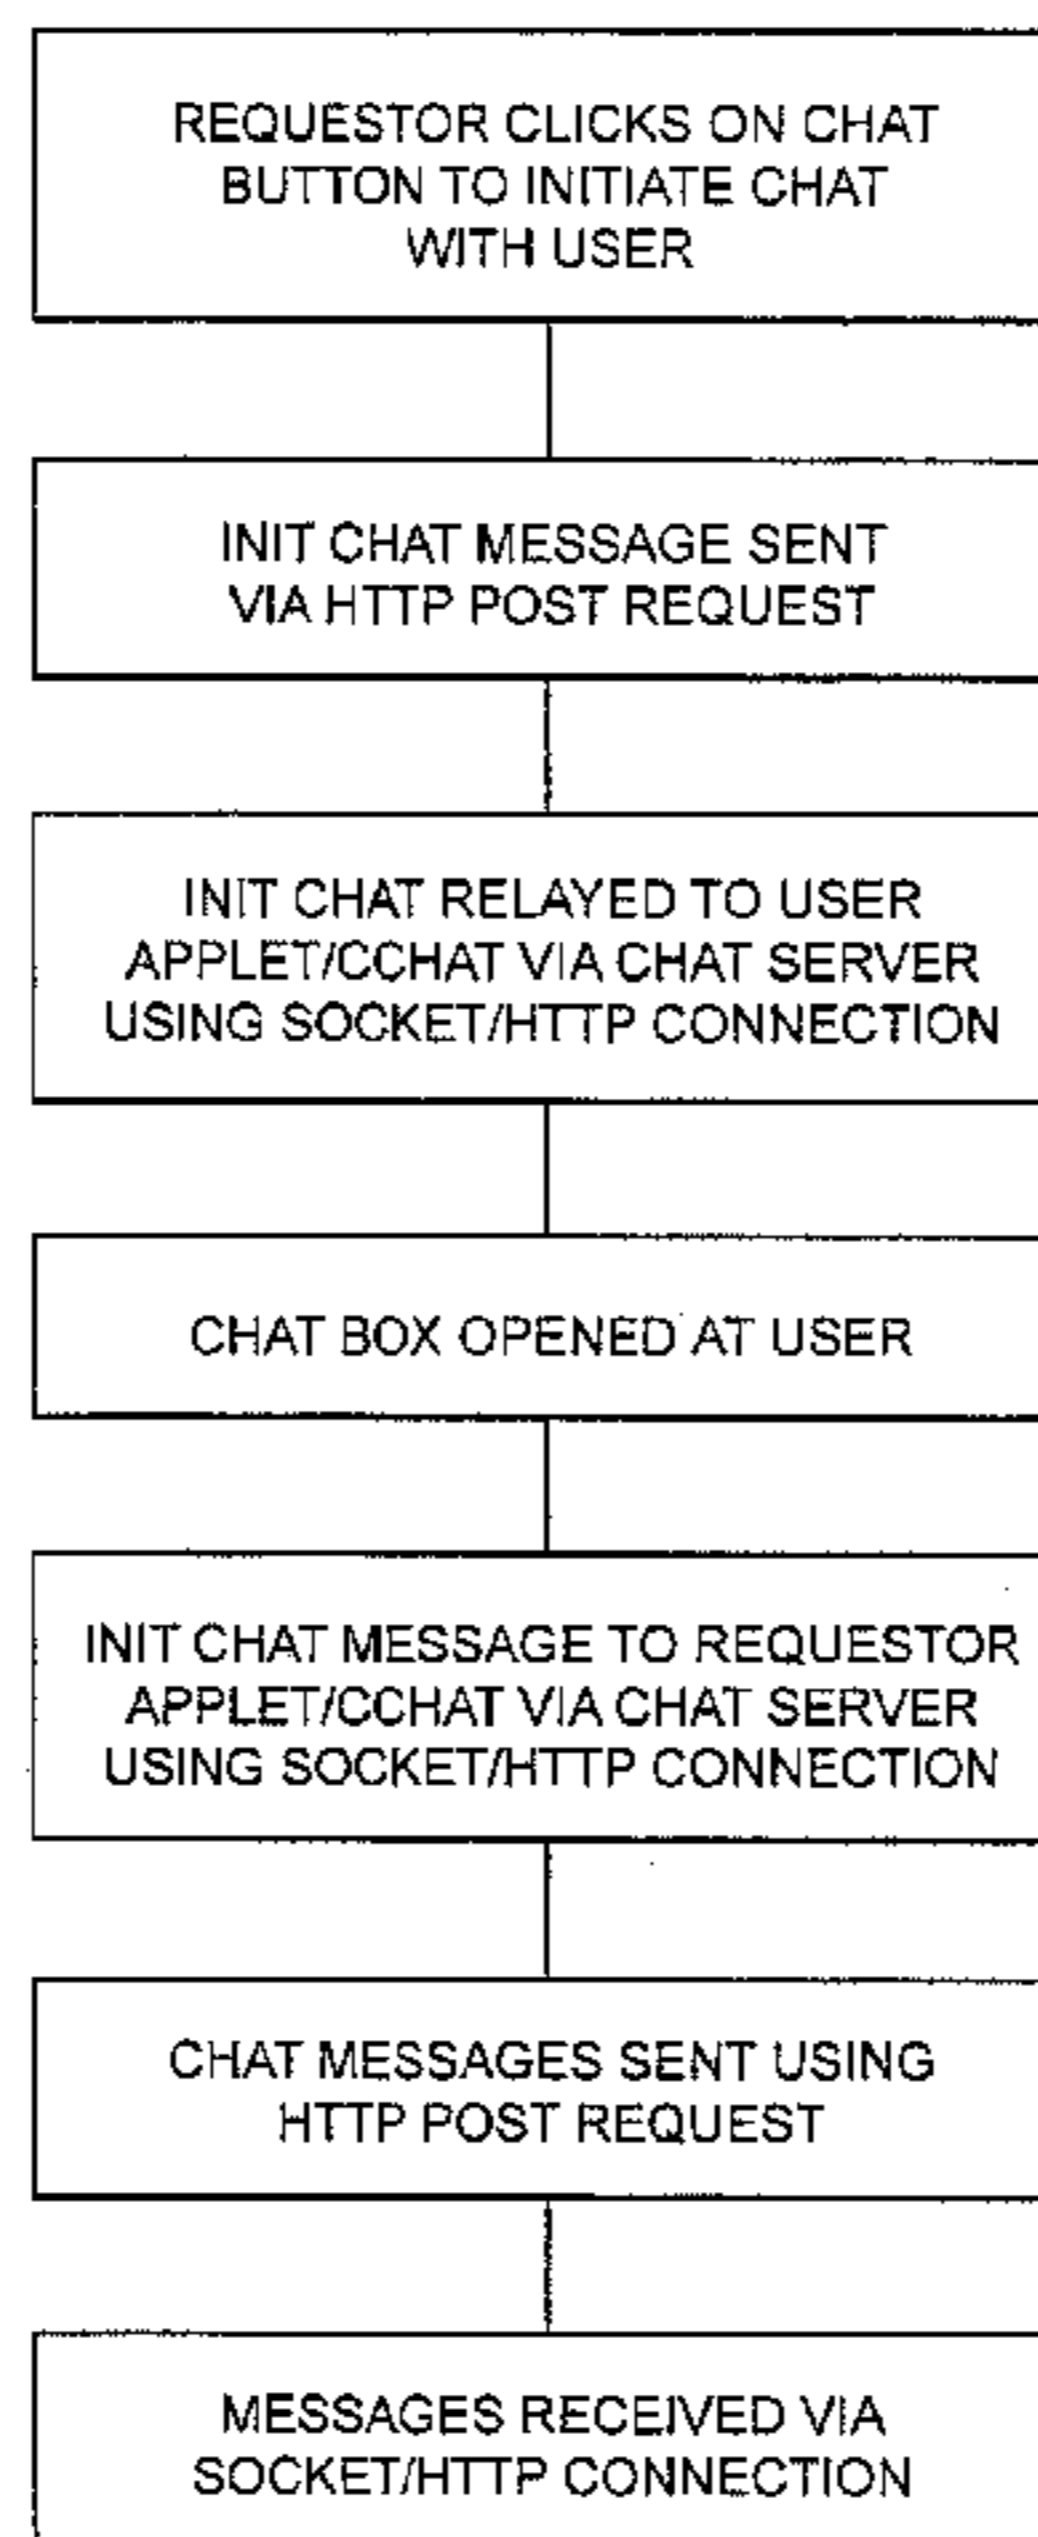 REQUESTOR CLICKS ON CHAT
BUTTON TO INITIATE CHAT
WITH USER
INIT CHAT MESSAGE SENT
VIA HTTP POST REQUEST
INIT CHAT RELAYED TO USER
APPLET/CCHAT VIA CHAT SERVER
USING SOCKET/HTTP CONNECTION
CHAT BOX OPENED AT USER
INIT CHAT MESSAGE TO REQUESTOR
APPLET/CCHAT VIA CHAT SERVER
USING SOCKET/HTTP CONNECTION
CHAT MESSAGES SENT USING
HTTP POST REQUEST
MESSAGES RECEIVED VIA
SOCKET/HTTP CONNECTION